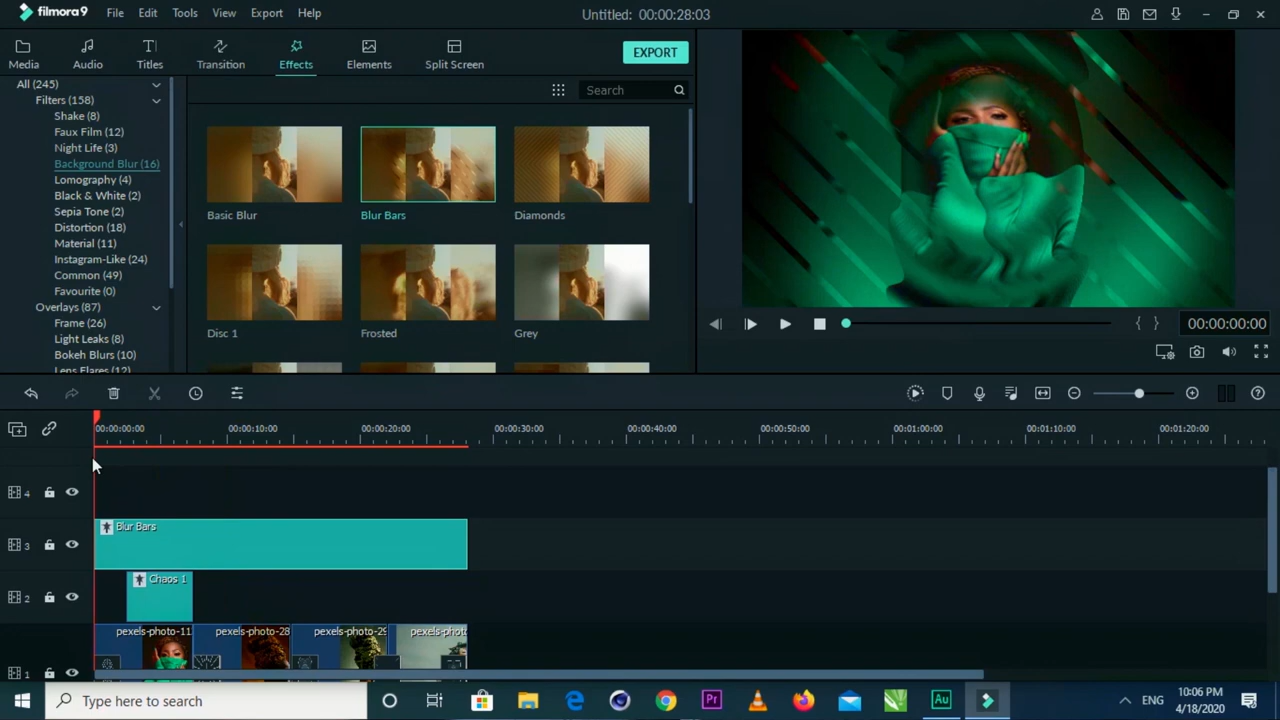 filmora9 File Edit Tools View Export Help Untitled: 00:00:28:03
Media Audio Titles Transition Effects Elements Split Screen EXPORT
All (245)
Filters (158)
Shake (8)
Faux Film (12)
Night Life (3)
Background Blur (16)
Lomography (4)
Black & White (2)
Sepia Tone (2)
Distortion (18)
Material (11)
Instagram-Like (24)
Common (49)
Favourite (0)
Overlays (87)
Frame (26)
Light Leaks (8)
Bokeh Blurs (10)
Lens Flares (12)
Search
Basic Blur Blur Bars Diamonds
Disc 1 Frosted Grey
{ } 00:00:00:00
00:00:00:00 00:00:10:00 00:00:20:00 00:00:30:00 00:00:40:00 00:00:50:00 00:01:00:00 00:01:10:00 00:01:20:00
4
3 Blur Bars
2 Chaos 1
1 pexels-photo-11 pexels-photo-28 pexels-photo-29 pexels-phot
Type here to search
Pr
Au
ENG
10:06 PM
4/18/2020